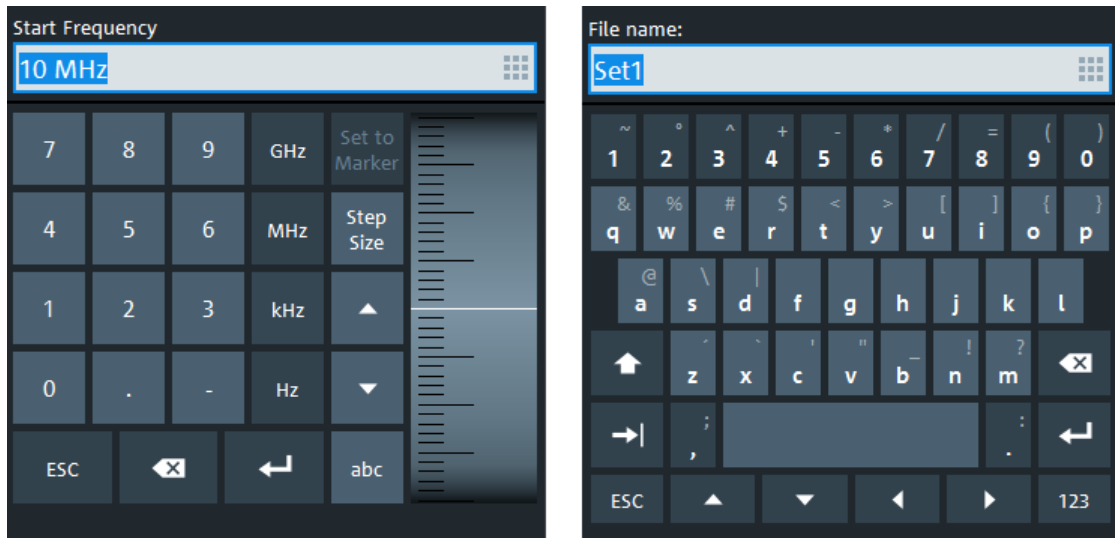 Start Frequency
10 MHz
7 8 9 GHz Set to Marker
4 5 6 MHz Step Size
1 2 3 kHz
0 . - Hz
ESC abc
File name:
Set1
~ ° ^ + - * / = ( )
1 2 3 4 5 6 7 8 9 0
& % # $ < > [ ] { }
q w e r t y u i o p
@ \ |
a s d f g h j k l
´ ` ' " _ ! ?
z x c v b n m
; :
, .
ESC 123